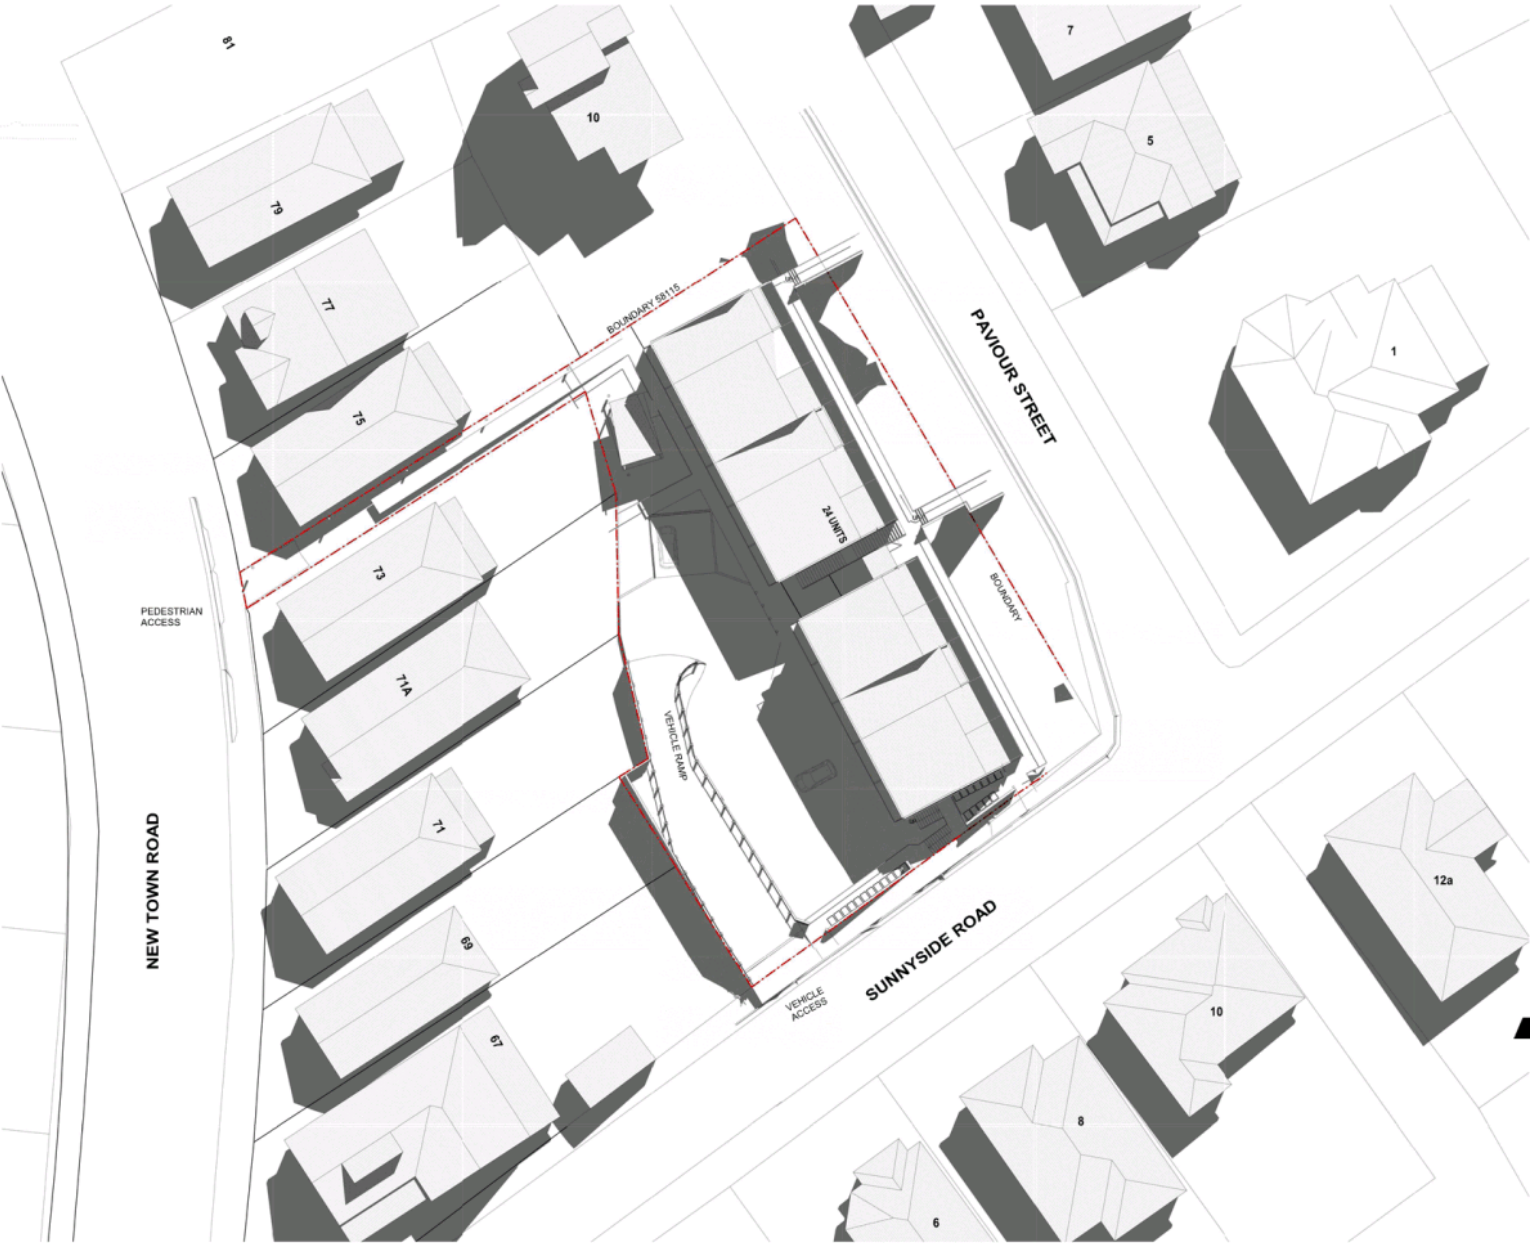 81
7
10
5
79
77
BOUNDARY 58115
PAVIOUR STREET
1
75
24 UNITS
73
BOUNDARY
PEDESTRIAN
ACCESS
71A
VEHICLE RAMP
71
NEW TOWN ROAD
12a
69
SUNNYSIDE ROAD
VEHICLE
ACCESS
10
67
8
6